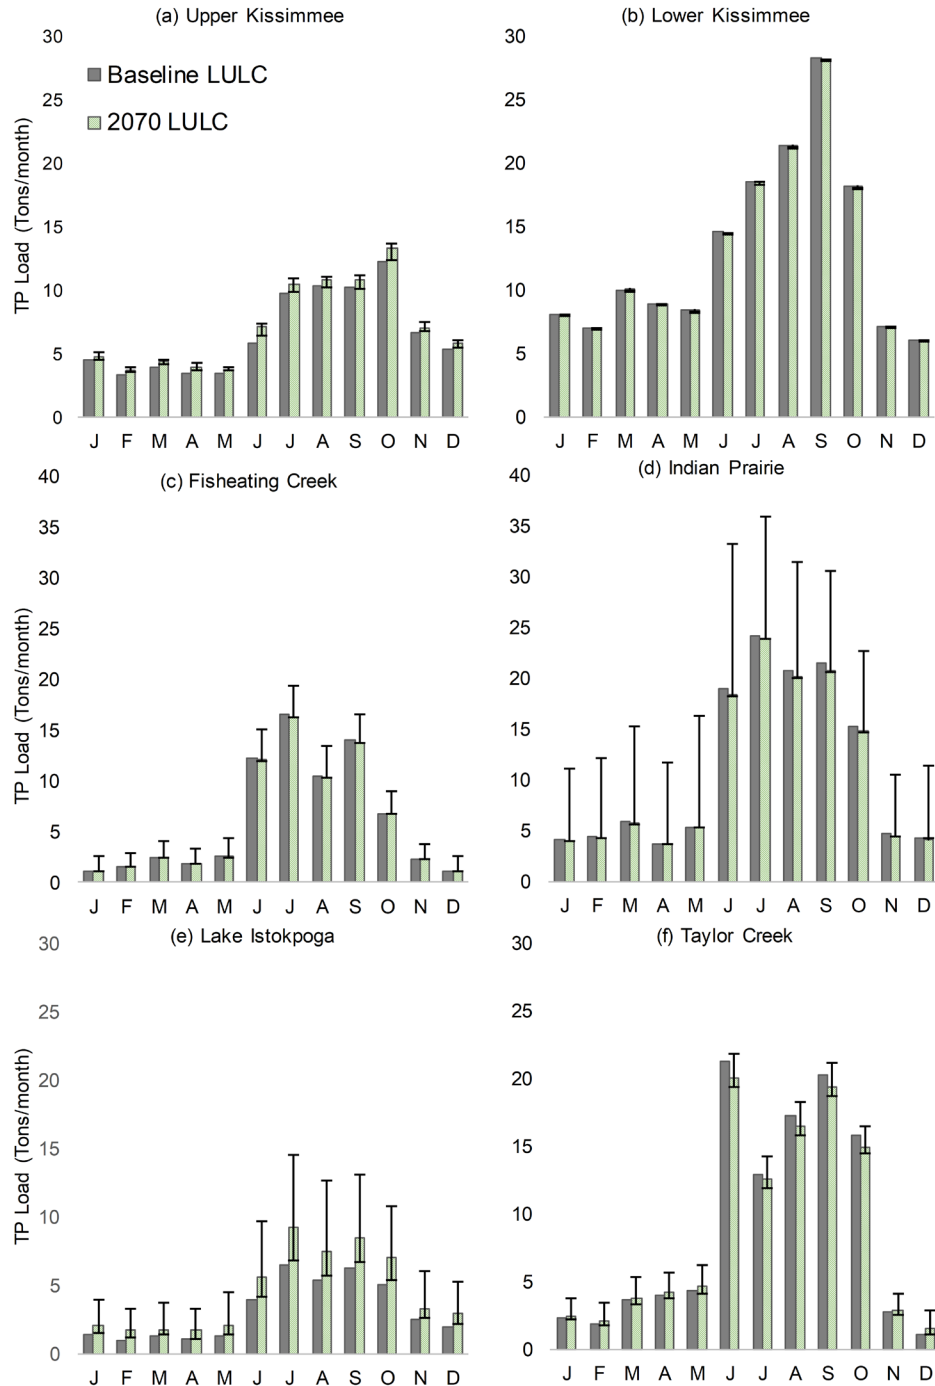 (a) Upper Kissimmee
30
25
20
15
10
5
0
TP Load (Tons/month)
Baseline LULC
2070 LULC
J F M A M J J A S O N D
(b) Lower Kissimmee
30
25
20
15
10
5
0
J F M A M J J A S O N D
(c) Fisheating Creek
40
35
30
25
20
15
10
5
0
TP Load (Tons/month)
J F M A M J J A S O N D
(d) Indian Prairie
40
35
30
25
20
15
10
5
0
J F M A M J J A S O N D
(e) Lake Istokpoga
30
25
20
15
10
5
0
TP Load (Tons/month)
J F M A M J J A S O N D
(f) Taylor Creek
30
25
20
15
10
5
0
J F M A M J J A S O N D